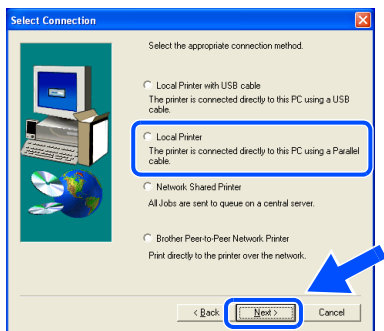 Select Connection
Select the appropriate connection method.
Local Printer with USB cable
The printer is connected directly to this PC using a USB
cable.
Local Printer
The printer is connected directly to this PC using a Parallel
cable.
Network Shared Printer
All Jobs are sent to queue on a central server.
Brother Peer-to-Peer Network Printer
Print directly to the printer over the network.
< Back
Next >
Cancel